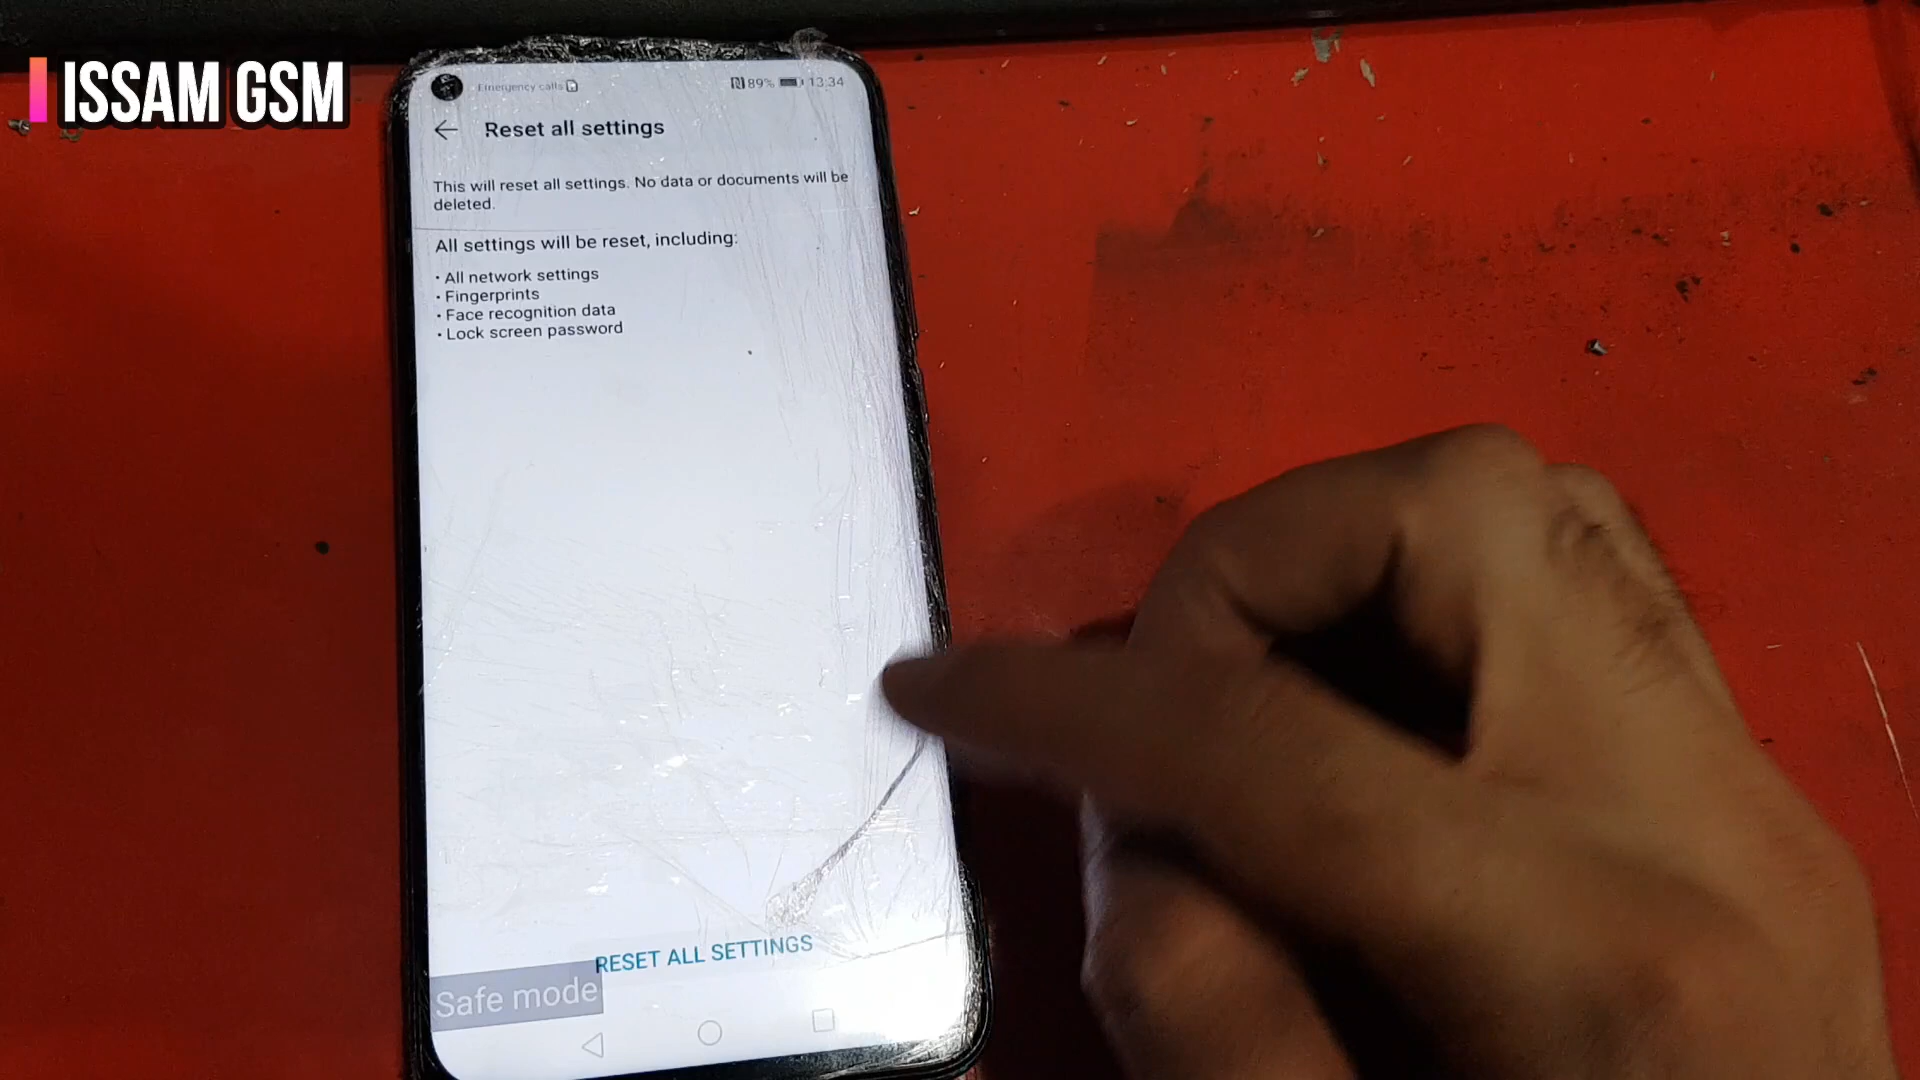 ISSAM GSM
Emergency calls
89% 13:34
Reset all settings
This will reset all settings. No data or documents will be
deleted.
All settings will be reset, including:
• All network settings
• Fingerprints
• Face recognition data
• Lock screen password
RESET ALL SETTINGS
Safe mode